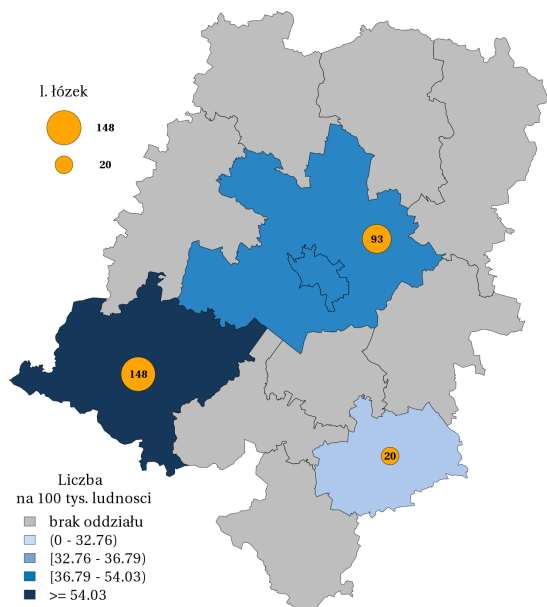 l. łózek
148
20
93
148
20
Liczba
na 100 tys. ludnosci
brak oddziału
(0 - 32.76)
[32.76 - 36.79)
[36.79 - 54.03)
>= 54.03